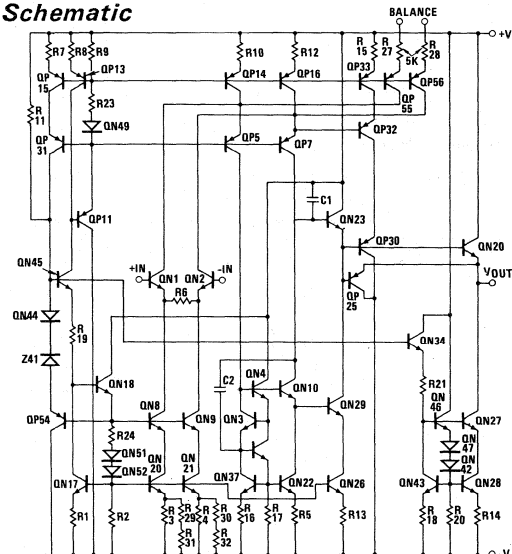 Schematic
BALANCE
+V
R7
R8
R9
R10
R12
R
15
R
27
5K
R
28
QP
15
QP13
QP14
QP16
QP33
QP56
R
11
R23
QP
55
QN49
QP
31
QP5
QP7
QP32
C1
QP11
QN23
QP30
QN20
QN45
+IN
QN1
QN2
-IN
QP
25
VOUT
R6
QN44
R
19
QN34
Z41
QN18
C2
QN4
QN10
R21
QN
46
QP54
R24
QN8
QN9
QN3
QN29
QN27
QN51
QN52
QN
20
QN
21
QN
47
QN
42
QN17
QN37
QN22
QN26
QN43
QN28
R1
R2
R
3
R
29
R
4
R
30
R
16
R
17
R5
R13
R
18
R
20
R14
R
31
R
32